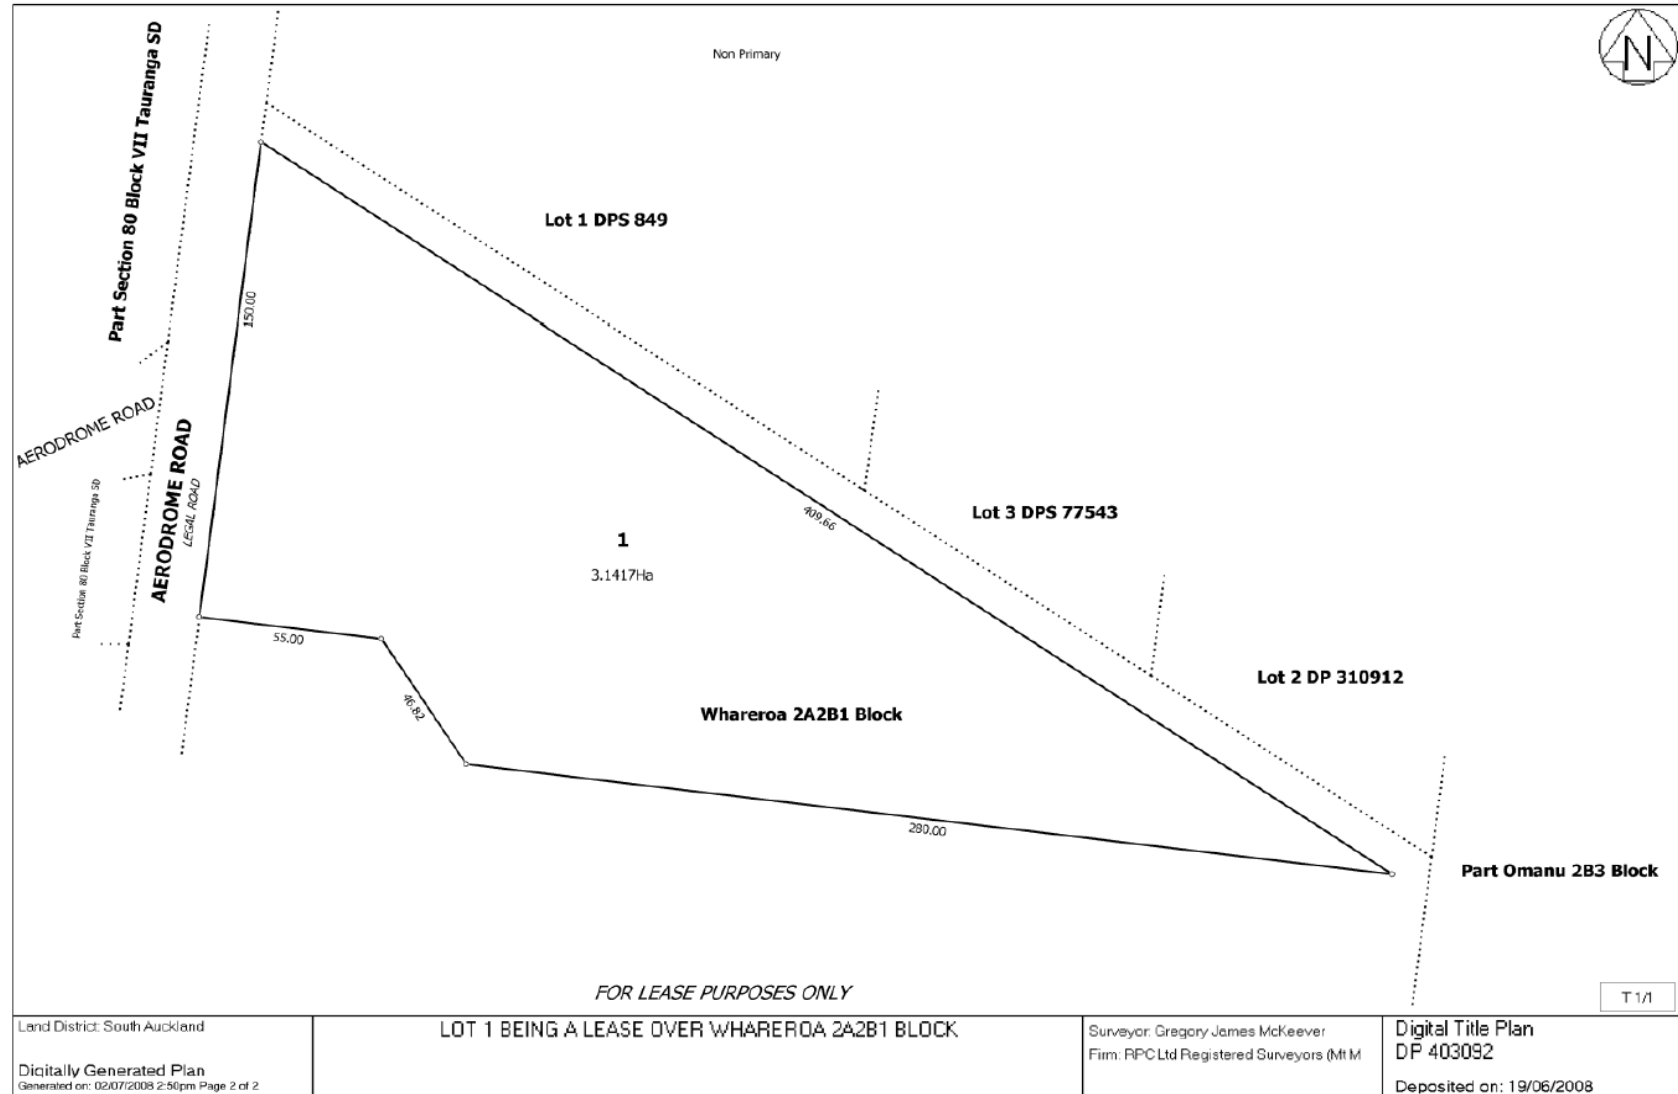 Part Section 80 Block VII Tauranga SD
Non Primary
N
Lot 1 DPS 849
150.00
AERODROME ROAD
AERODROME ROAD
LEGAL ROAD
Part Section 80 Block VII Tauranga SD
409.66
Lot 3 DPS 77543
1
3.1417Ha
55.00
46.82
Whareroa 2A2B1 Block
Lot 2 DP 310912
280.00
Part Omanu 2B3 Block
FOR LEASE PURPOSES ONLY
T 1/1
Land District: South Auckland
Digitally Generated Plan
Generated on: 02/07/2008 2:50pm Page 2 of 2
LOT 1 BEING A LEASE OVER WHAREROA 2A2B1 BLOCK
Surveyor: Gregory James McKeever
Firm: RPC Ltd Registered Surveyors (Mt M
Digital Title Plan
DP 403092
Deposited on: 19/06/2008